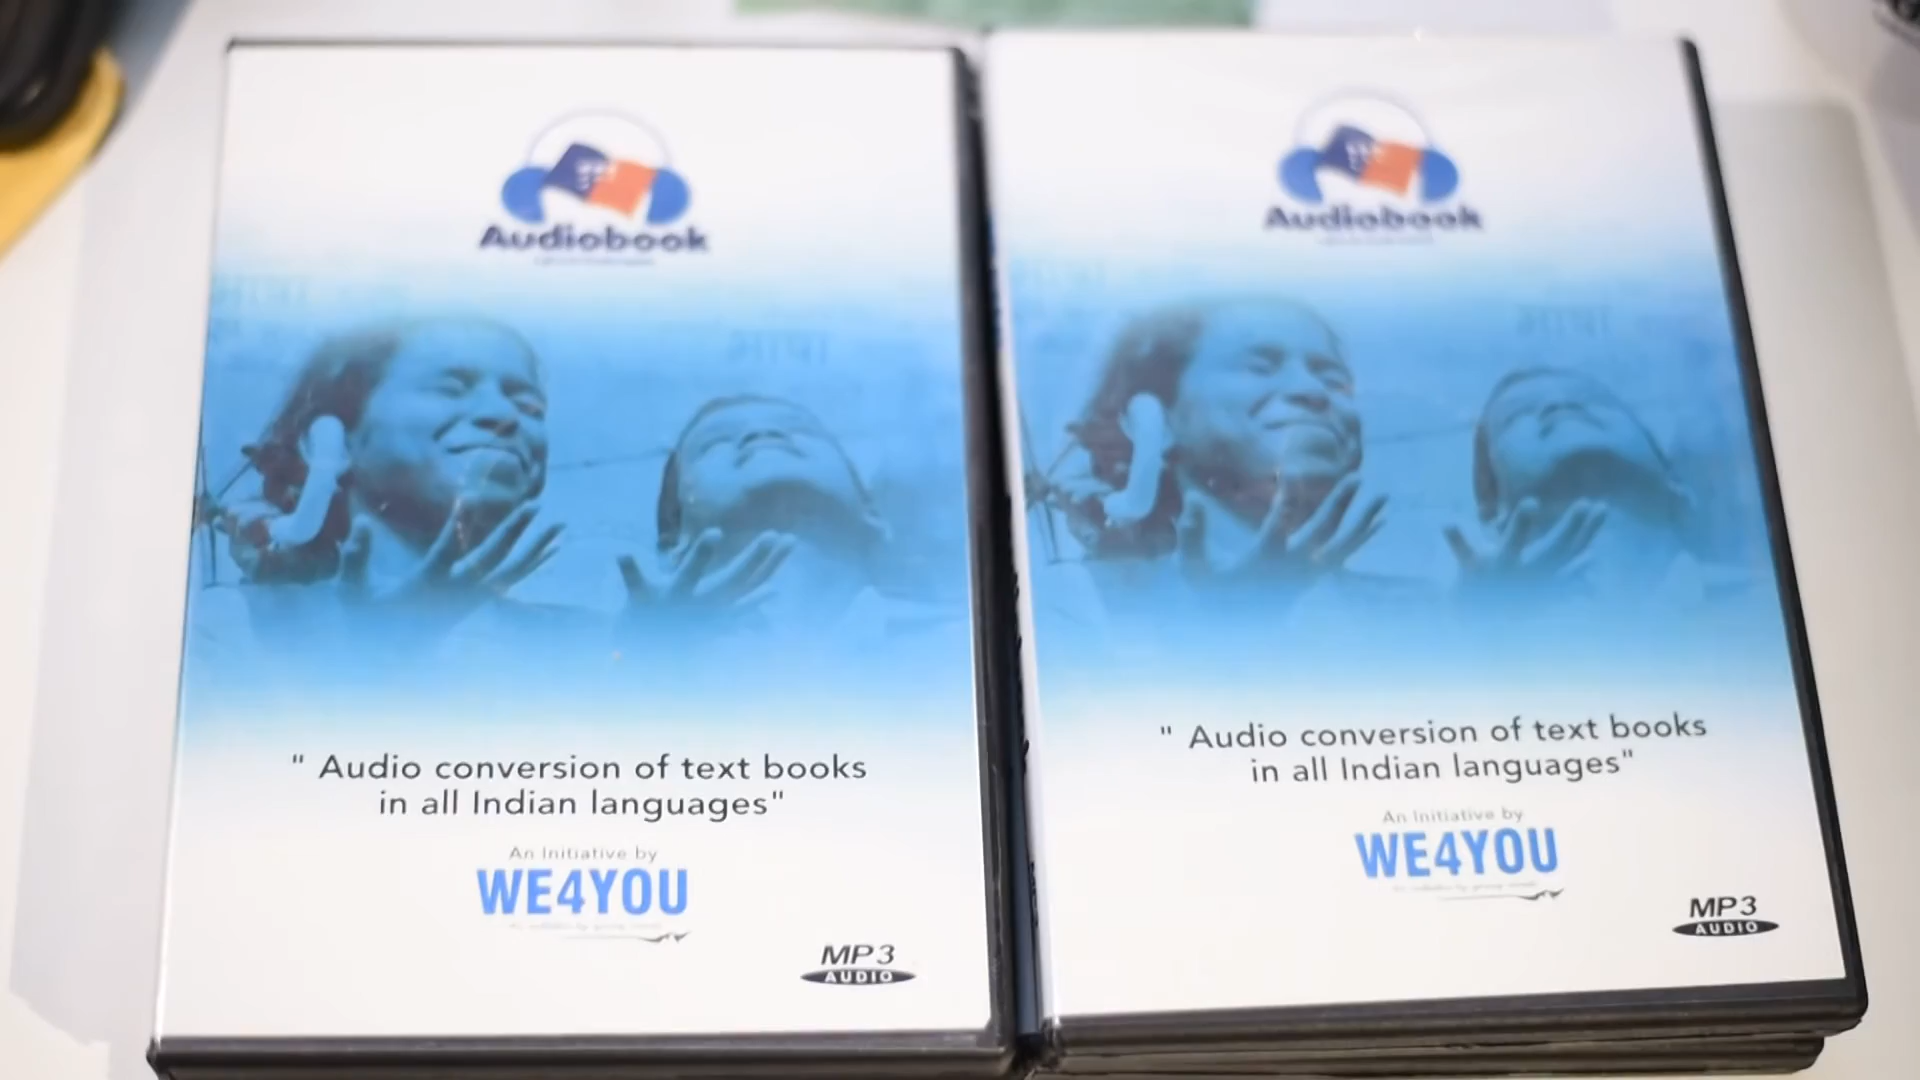 Audiobook
" Audio conversion of text books
in all Indian languages"
An Initiative by
WE4YOU
MP3
AUDIO
Audiobook
" Audio conversion of text books
in all Indian languages"
An Initiative by
WE4YOU
MP3
AUDIO